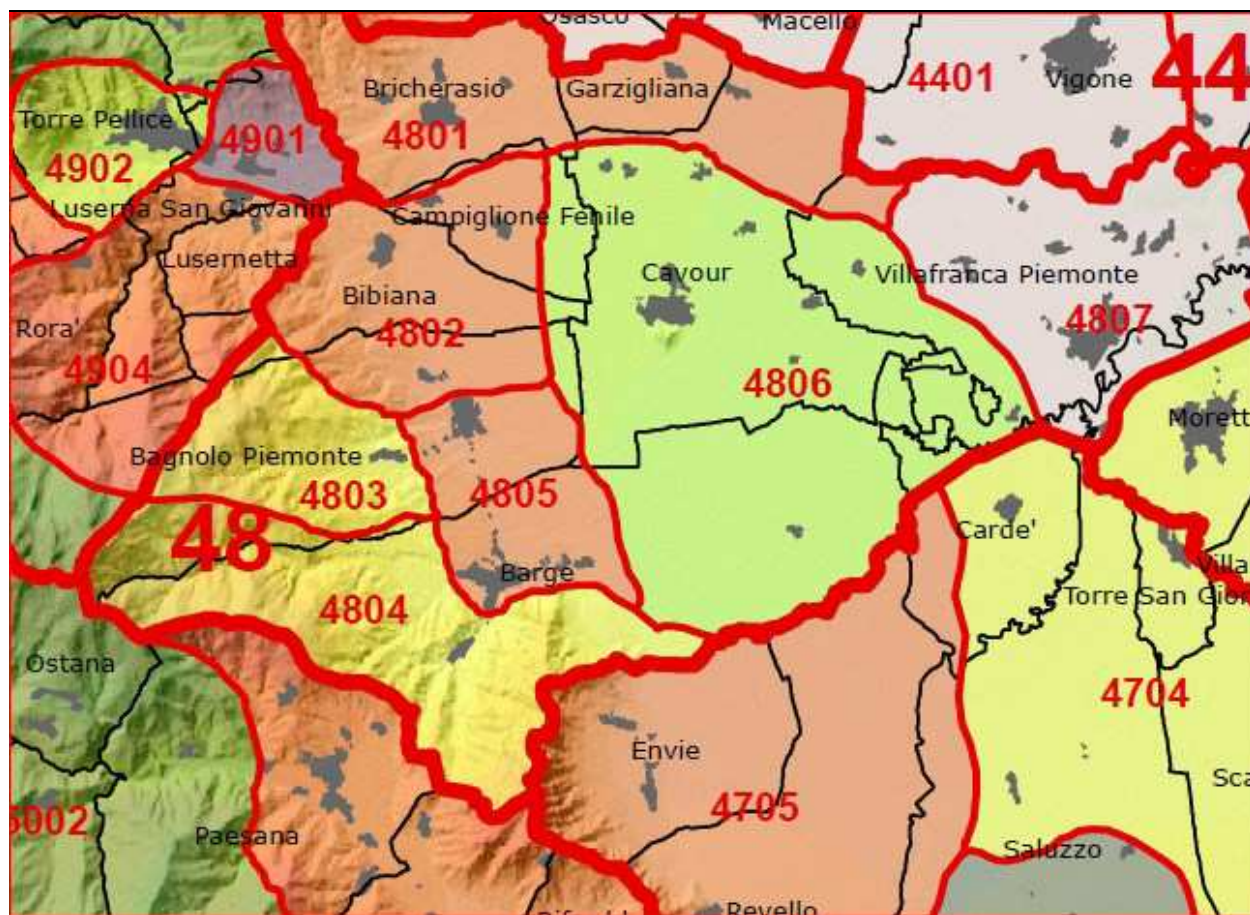 Osasco
Macello
Bricherasio
Garzigliana
4401
Vigone
44
Torre Pellice
4901
4801
4902
Luserna San Giovanni
Campiglione Fenile
Lusernetta
Cavour
Villafranca Piemonte
Bibiana
4802
4807
Rora'
4904
4806
Morett
Bagnolo Piemonte
4803
4805
48
Carde'
Barge
Villa
4804
Torre San Gior
Ostana
4704
Envie
Sca
5002
Paesana
4705
Saluzzo
Revello